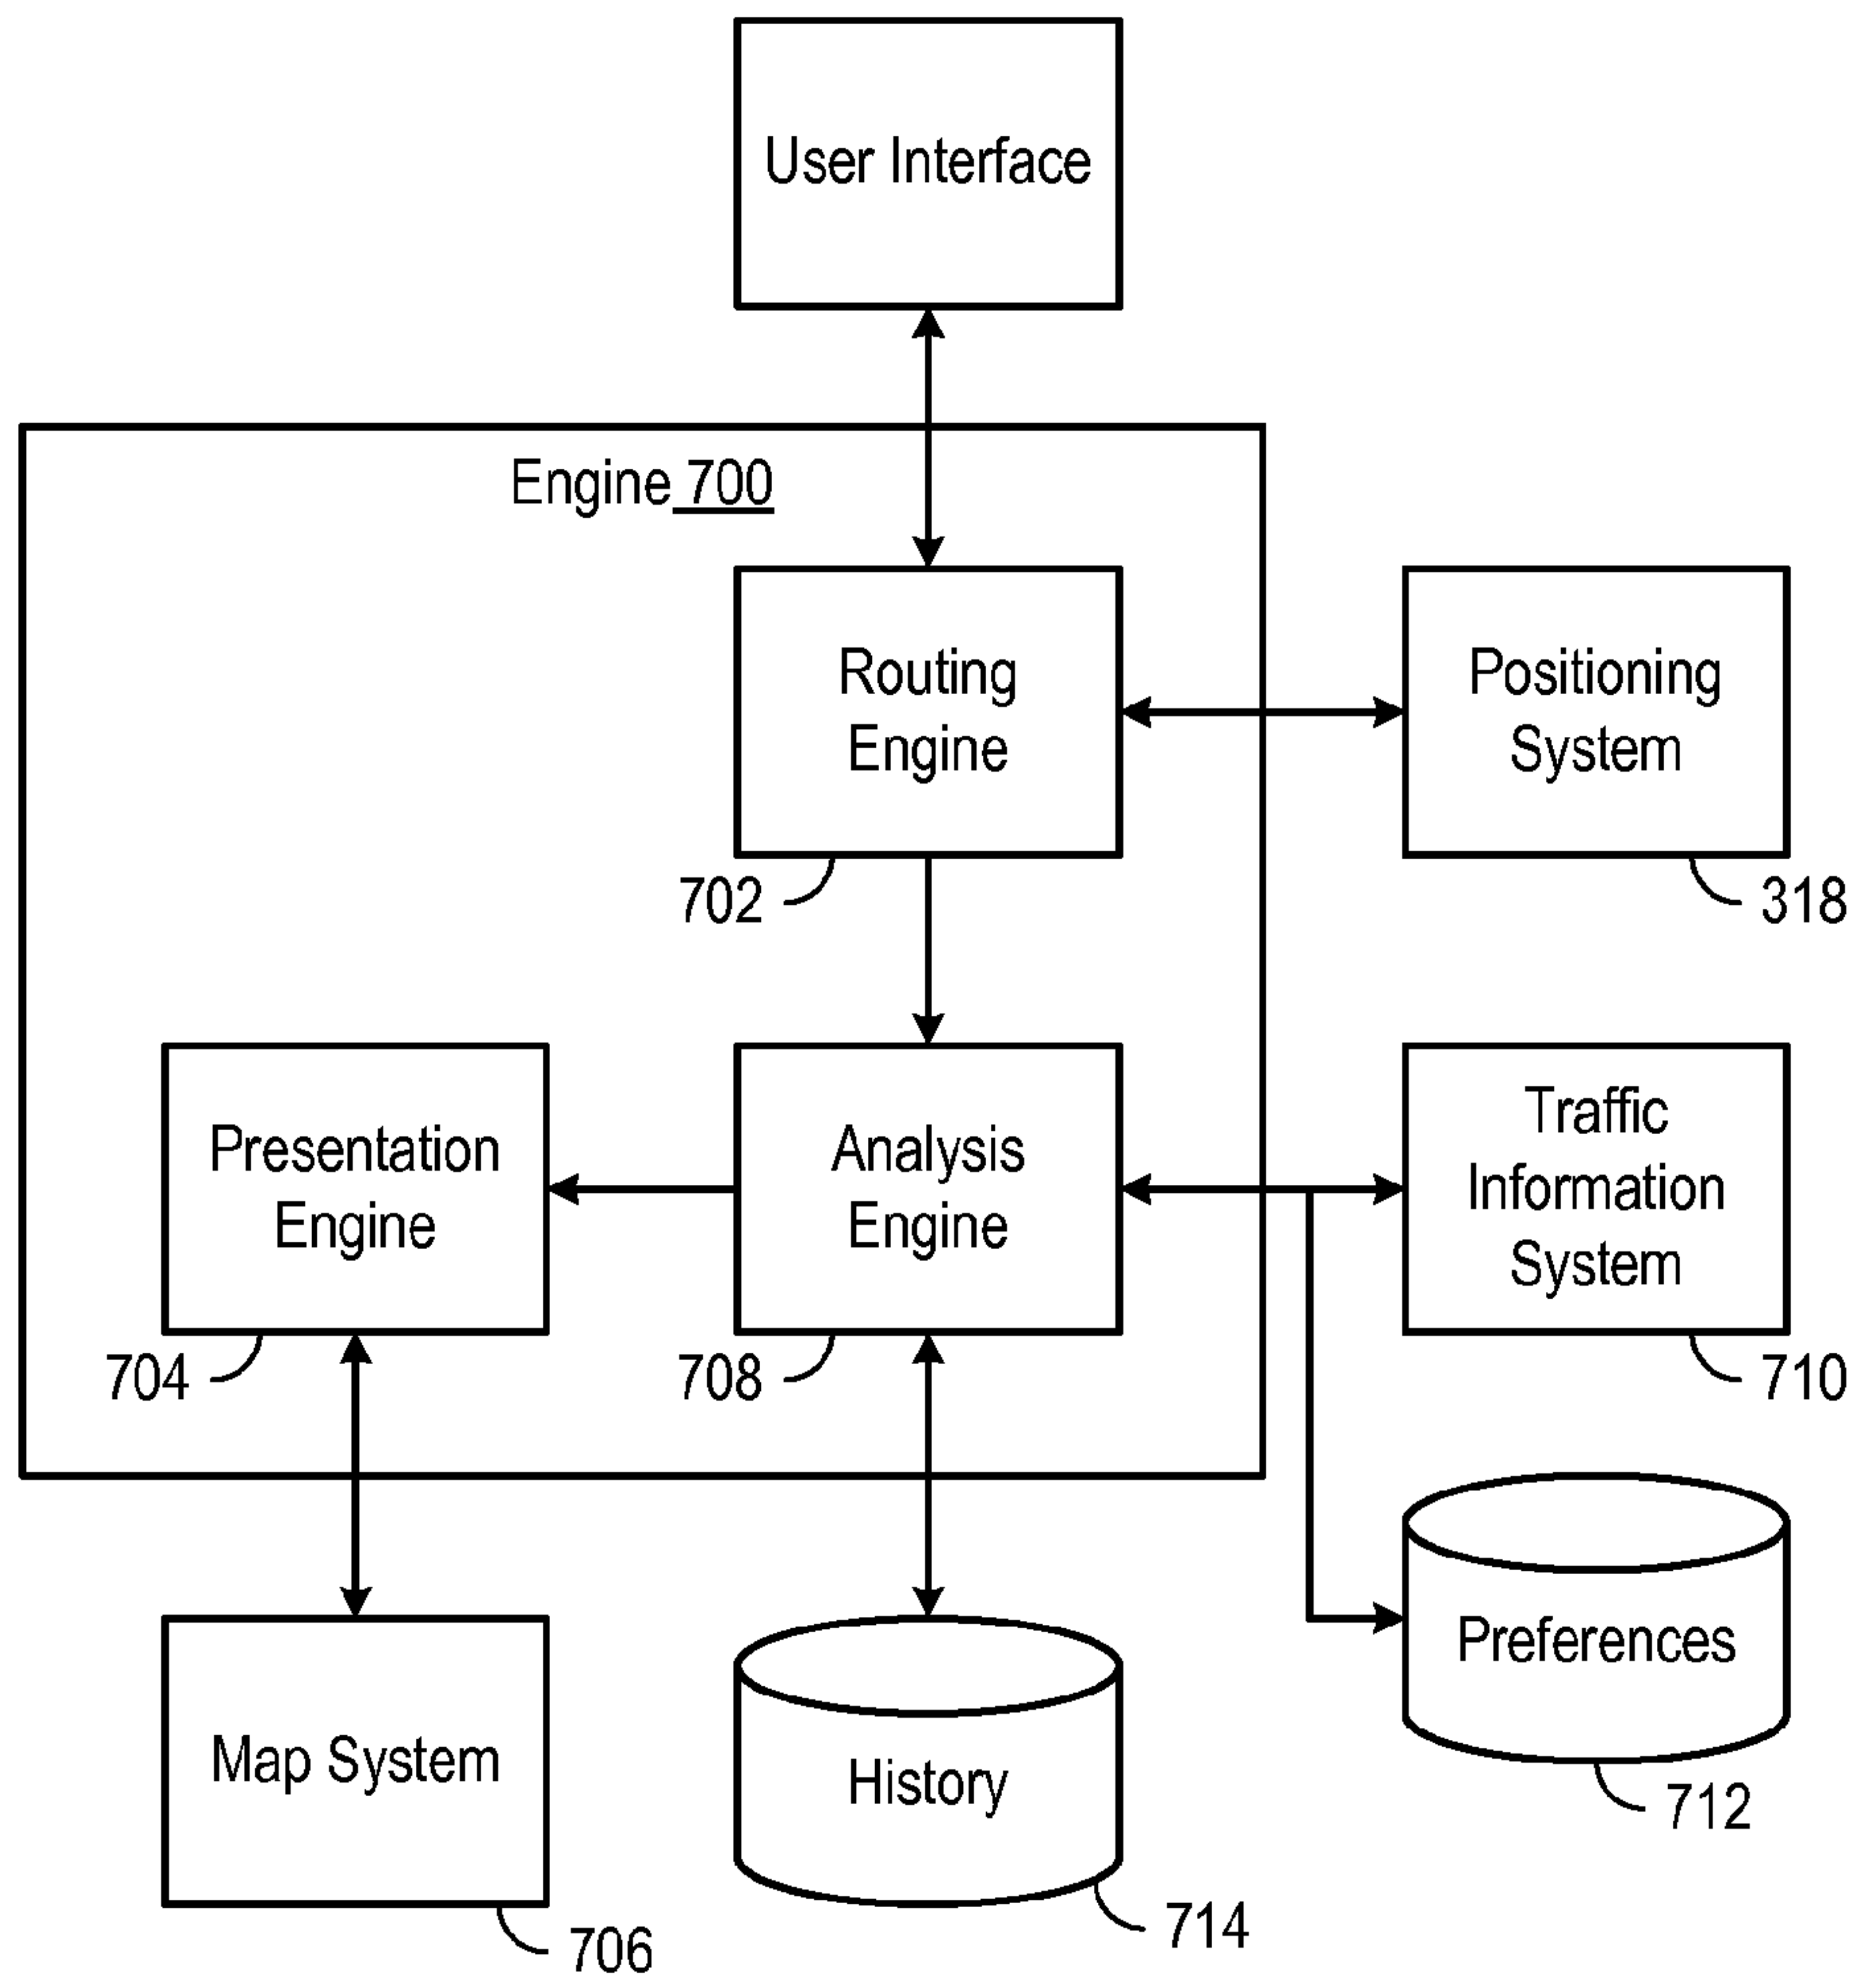 User Interface
Engine 700
Routing
Engine
702
Positioning
System
318
Presentation
Engine
704
Analysis
Engine
708
Traffic
Information
System
710
Preferences
712
Map System
706
History
714